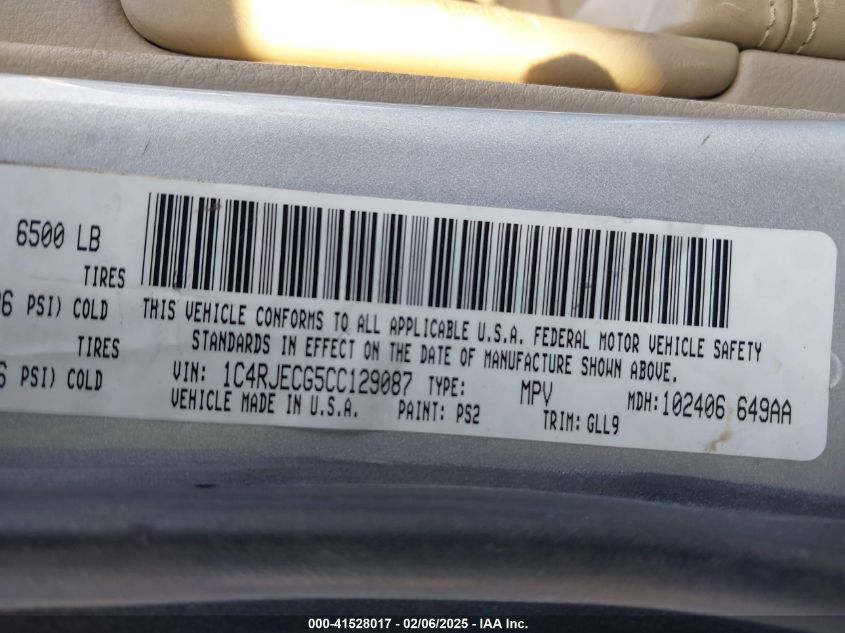 6500 LB
TIRES
6 PSI) COLD
TIRES
6 PSI) COLD
THIS VEHICLE CONFORMS TO ALL APPLICABLE U.S.A. FEDERAL MOTOR VEHICLE SAFETY
STANDARDS IN EFFECT ON THE DATE OF MANUFACTURE SHOWN ABOVE.
VIN: 1C4RJECG5CC129087 TYPE: MPV MDH:102406 649AA
VEHICLE MADE IN U.S.A. PAINT: PS2 TRIM: GLL9
000-41528017 — 02/06/2025 — IAA Inc.